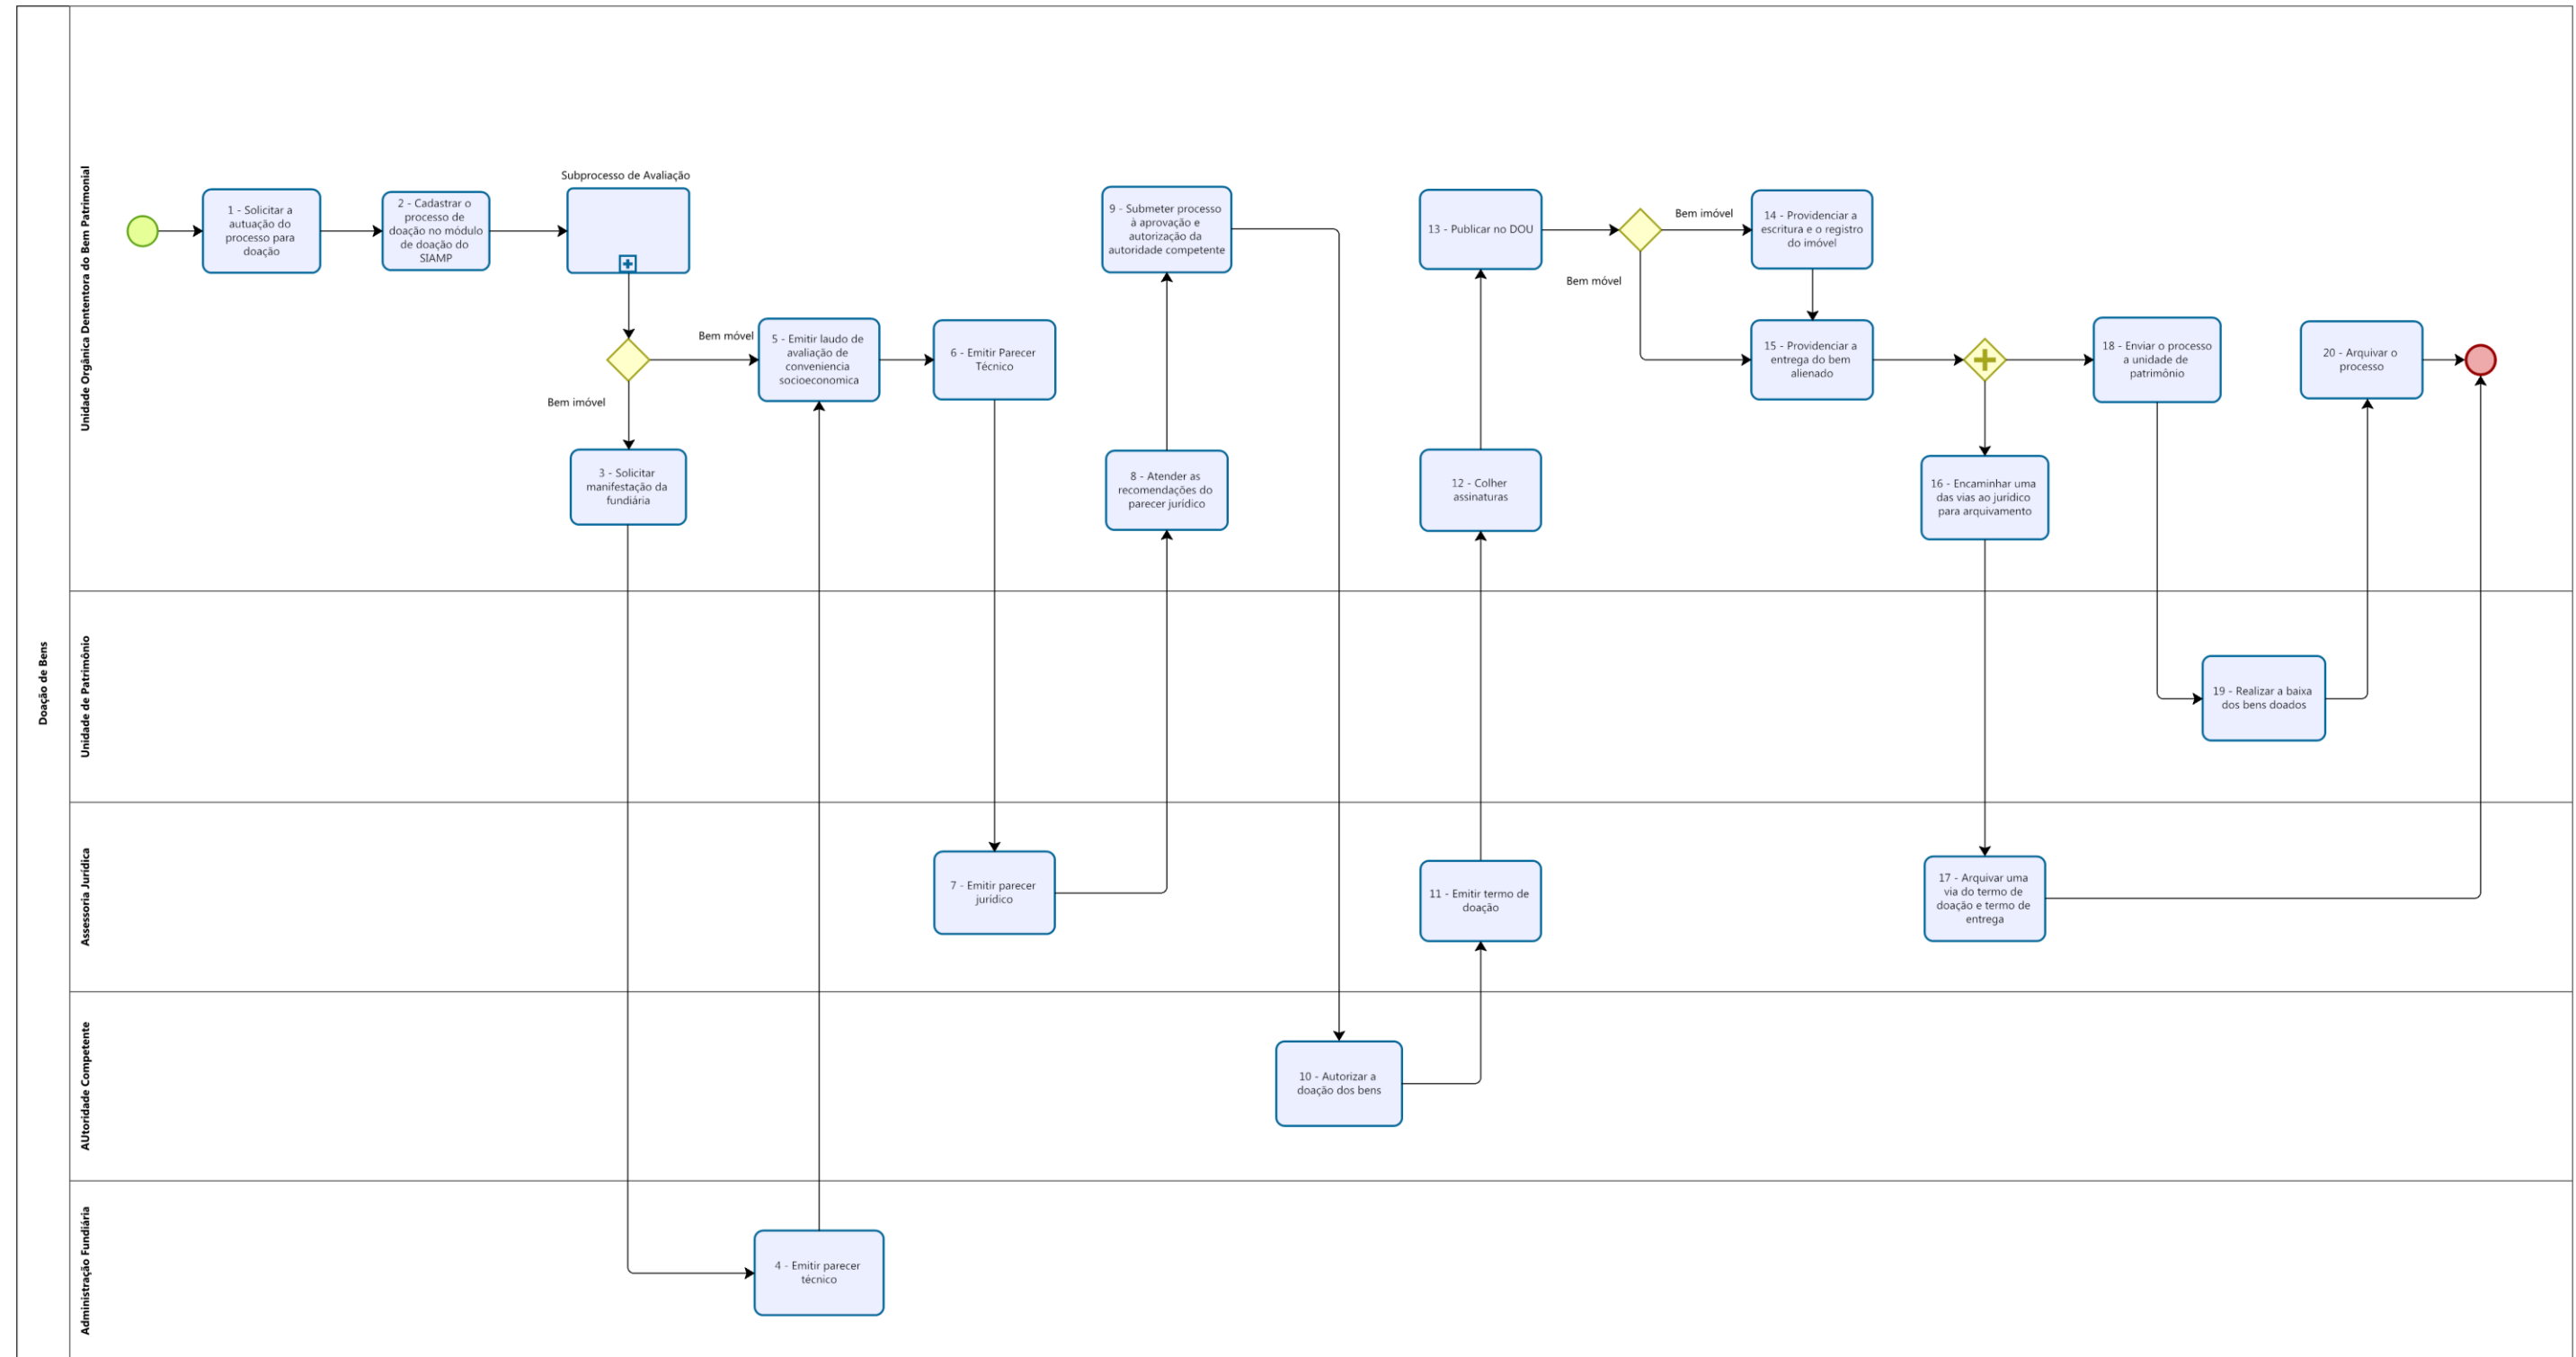 Doação de Bens
Unidade Orgânica Dententora do Bem Patrimonial
1 - Solicitar a
autuação do
processo para
doação
2 - Cadastrar o
processo de
doação no módulo
de doação do
SIAMP
Subprocesso de Avaliação
Bem móvel
Bem imóvel
3 - Solicitar
manifestação da
fundiária
5 - Emitir laudo de
avaliação de
conveniencia
socioeconomica
6 - Emitir Parecer
Técnico
9 - Submeter processo
à aprovação e
autorização da
autoridade competente
8 - Atender as
recomendações do
parecer jurídico
13 - Publicar no DOU
12 - Colher
assinaturas
Bem imóvel
Bem móvel
14 - Providenciar a
escritura e o registro
do imóvel
15 - Providenciar a
entrega do bem
alienado
18 - Enviar o processo
a unidade de
patrimônio
16 - Encaminhar uma
das vias ao jurídico
para arquivamento
20 - Arquivar o
processo
Unidade de Patrimônio
19 - Realizar a baixa
dos bens doados
Assessoria Jurídica
7 - Emitir parecer
jurídico
11 - Emitir termo de
doação
17 - Arquivar uma
via do termo de
doação e termo de
entrega
AUtoridade Competente
10 - Autorizar a
doação dos bens
Administração Fundiária
4 - Emitir parecer
técnico